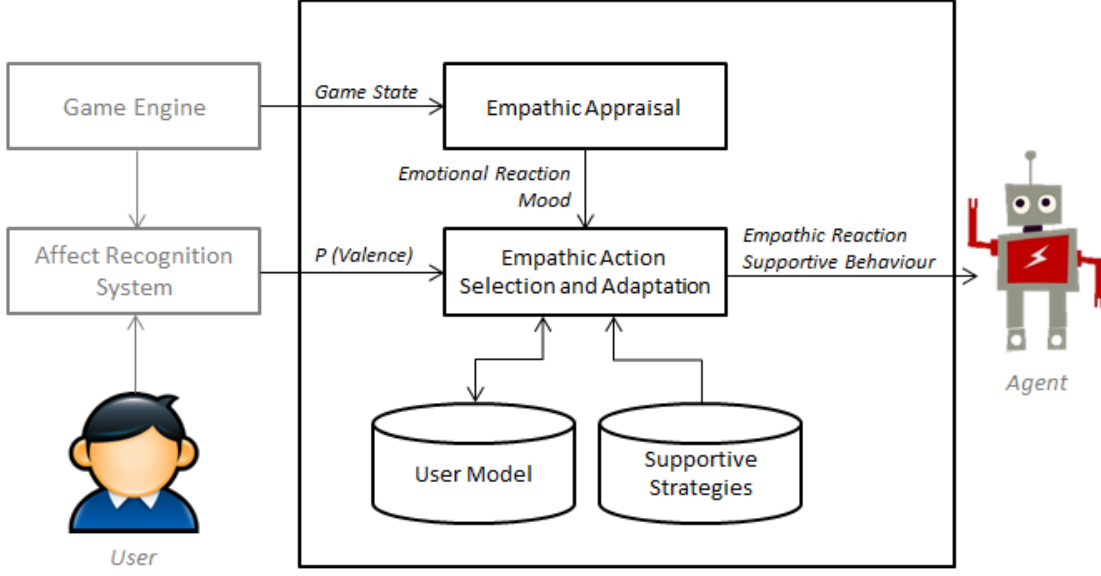 Game Engine
Game State
Empathic Appraisal
Emotional Reaction
Mood
Affect Recognition
System
P (Valence)
Empathic Action
Selection and Adaptation
Empathic Reaction
Supportive Behaviour
Agent
User Model
Supportive
Strategies
User